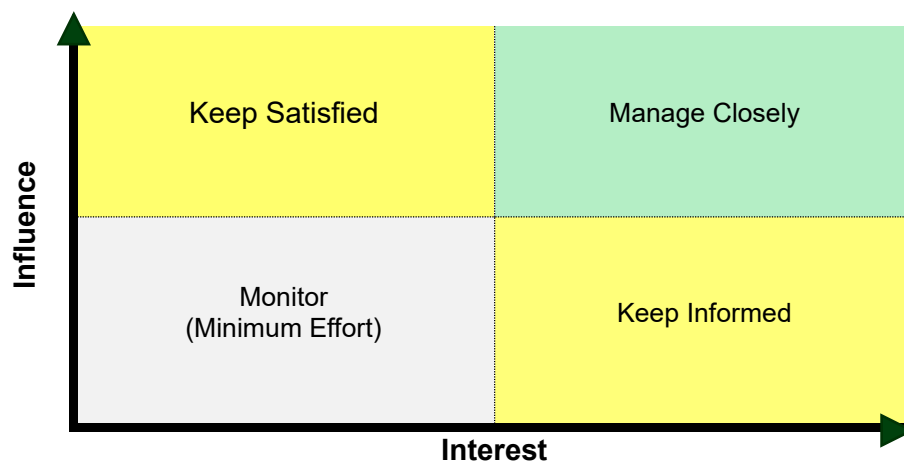 Keep Satisfied
Manage Closely
Influence
Monitor
(Minimum Effort)
Keep Informed
Interest